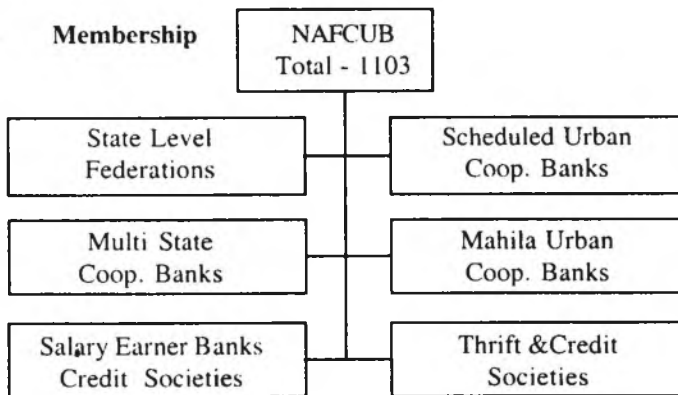 Membership
NAFCUB
Total - 1103
State Level
Federations
Scheduled Urban
Coop. Banks
Multi State
Coop. Banks
Mahila Urban
Coop. Banks
Salary Earner Banks
Credit Societies
Thrift &Credit
Societies